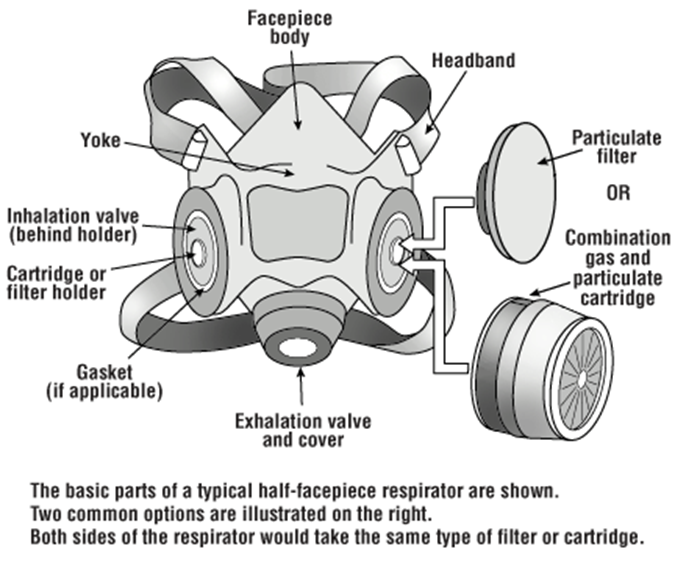 Facepiece
body
Headband
Yoke
Particulate
filter
OR
Inhalation valve
(behind holder)
Combination
gas and
particulate
cartridge
Cartridge or
filter holder
Gasket
(if applicable)
Exhalation valve
and cover
The basic parts of a typical half-facepiece respirator are shown.
Two common options are illustrated on the right.
Both sides of the respirator would take the same type of filter or cartridge.